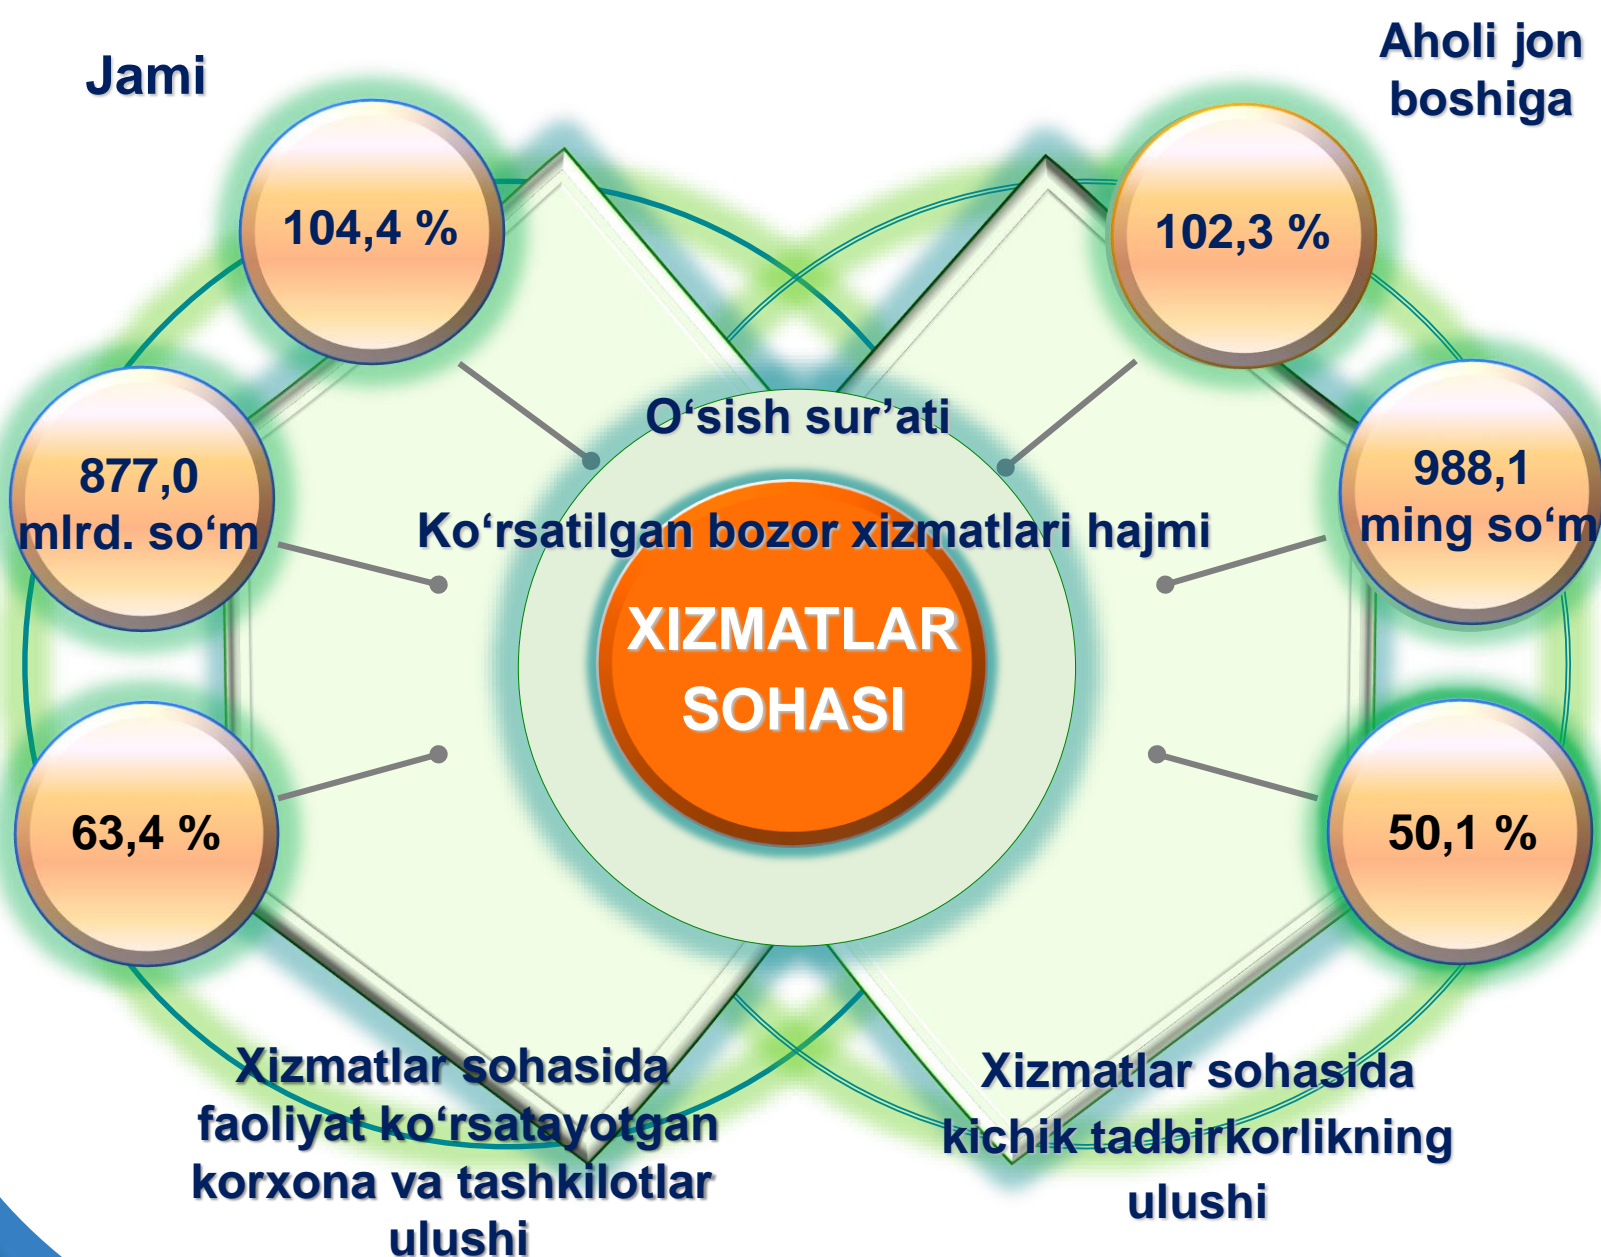 Jami
Aholi jon
boshiga
104,4 %
102,3 %
O‘sish sur’ati
877,0
mlrd. so‘m
988,1
ming so‘m
Ko‘rsatilgan bozor xizmatlari hajmi
XIZMATLAR
SOHASI
63,4 %
50,1 %
Xizmatlar sohasida
faoliyat ko‘rsatayotgan
korxona va tashkilotlar
ulushi
Xizmatlar sohasida
kichik tadbirkorlikning
ulushi